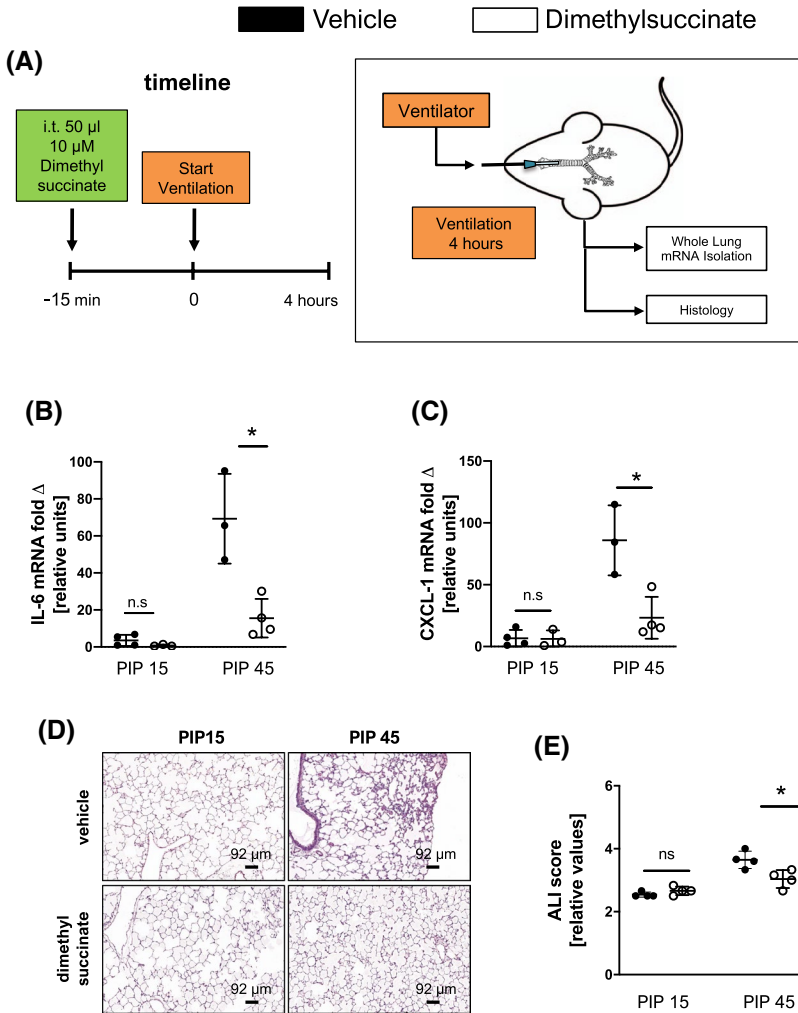 Vehicle
Dimethylsuccinate
(A)
timeline
i.t. 50 µl
10 µM
Dimethyl
succinate
Start
Ventilation
-15 min
0
4 hours
Ventilator
Ventilation
4 hours
Whole Lung
mRNA Isolation
Histology
(B)
IL-6 mRNA fold Δ
[relative units]
100
80
60
40
20
0
n.s
*
PIP 15
PIP 45
(C)
CXCL-1 mRNA fold Δ
[relative units]
150
100
50
0
n.s
*
PIP 15
PIP 45
(D)
PIP15
PIP 45
vehicle
92 µm
92 µm
dimethyl
succinate
92 µm
92 µm
(E)
ALI score
[relative values]
6
4
2
0
ns
*
PIP 15
PIP 45